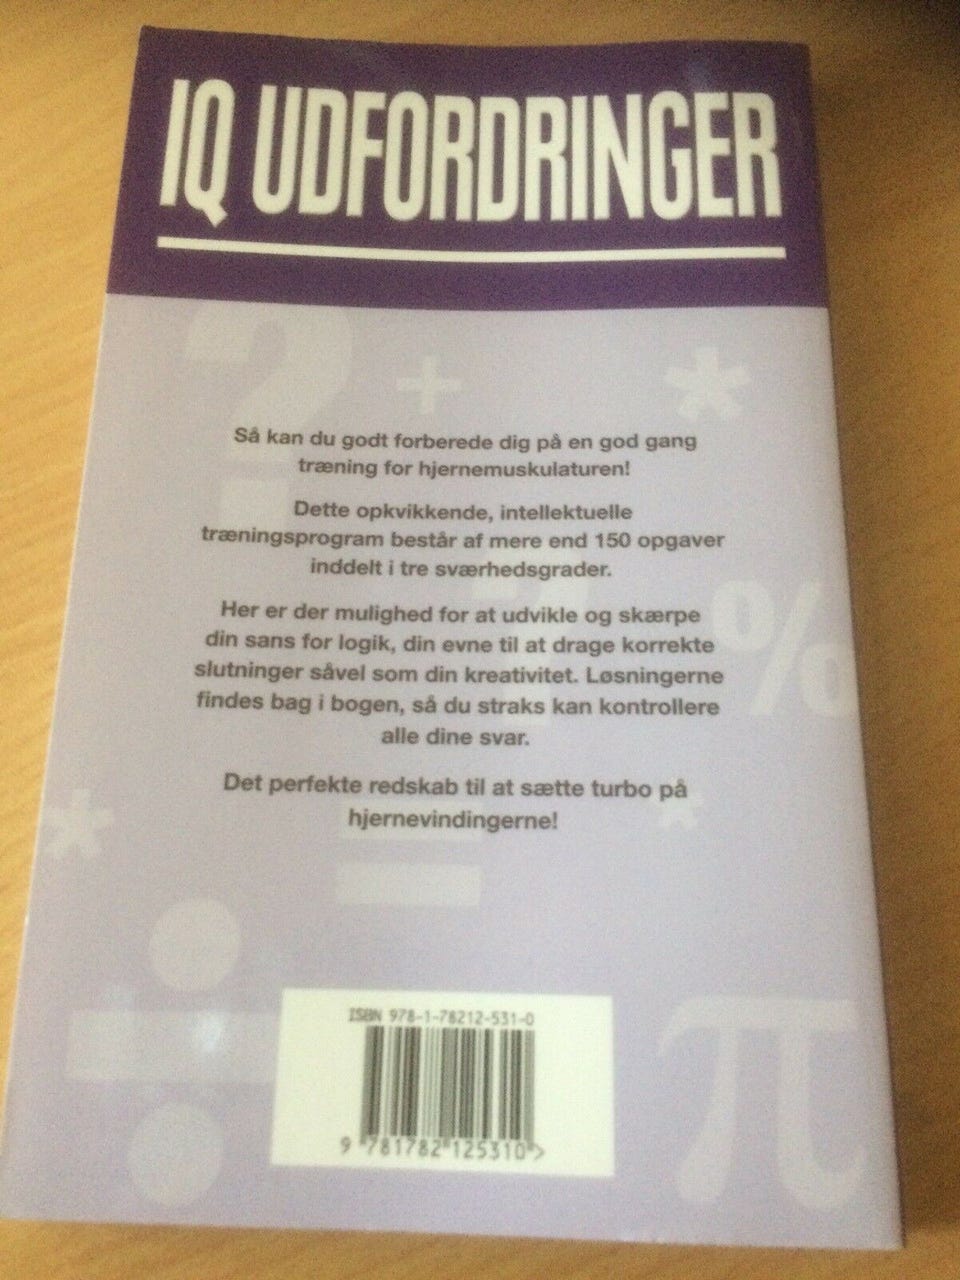 IQ UDFORDRINGER
Så kan du godt forberede dig på en god gang
træning for hjernemuskulaturen!
Dette opkvikkende, intellektuelle
træningsprogram består af mere end 150 opgaver
inddelt i tre sværhedsgrader.
Her er der mulighed for at udvikle og skærpe
din sans for logik, din evne til at drage korrekte
slutninger såvel som din kreativitet. Løsningerne
findes bag i bogen, så du straks kan kontrollere
alle dine svar.
Det perfekte redskab til at sætte turbo på
hjernevindingerne!
ISBN 978-1-78212-531-0
9 781782 125310 >